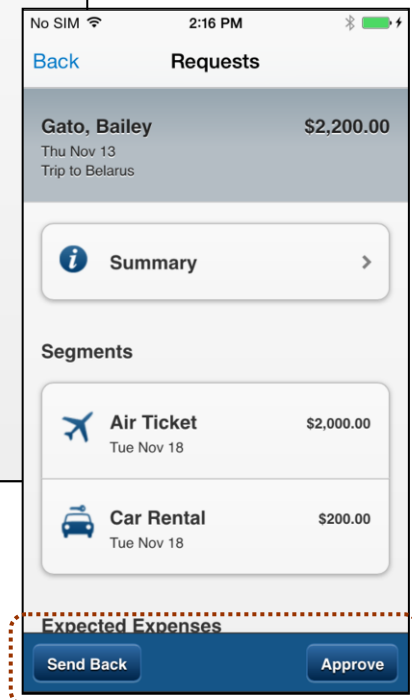 No SIM 2:16 PM
Back Requests
Gato, Bailey $2,200.00
Thu Nov 13
Trip to Belarus
i Summary
Segments
Air Ticket $2,000.00
Tue Nov 18
Car Rental $200.00
Tue Nov 18
Expected Expenses
Send Back Approve